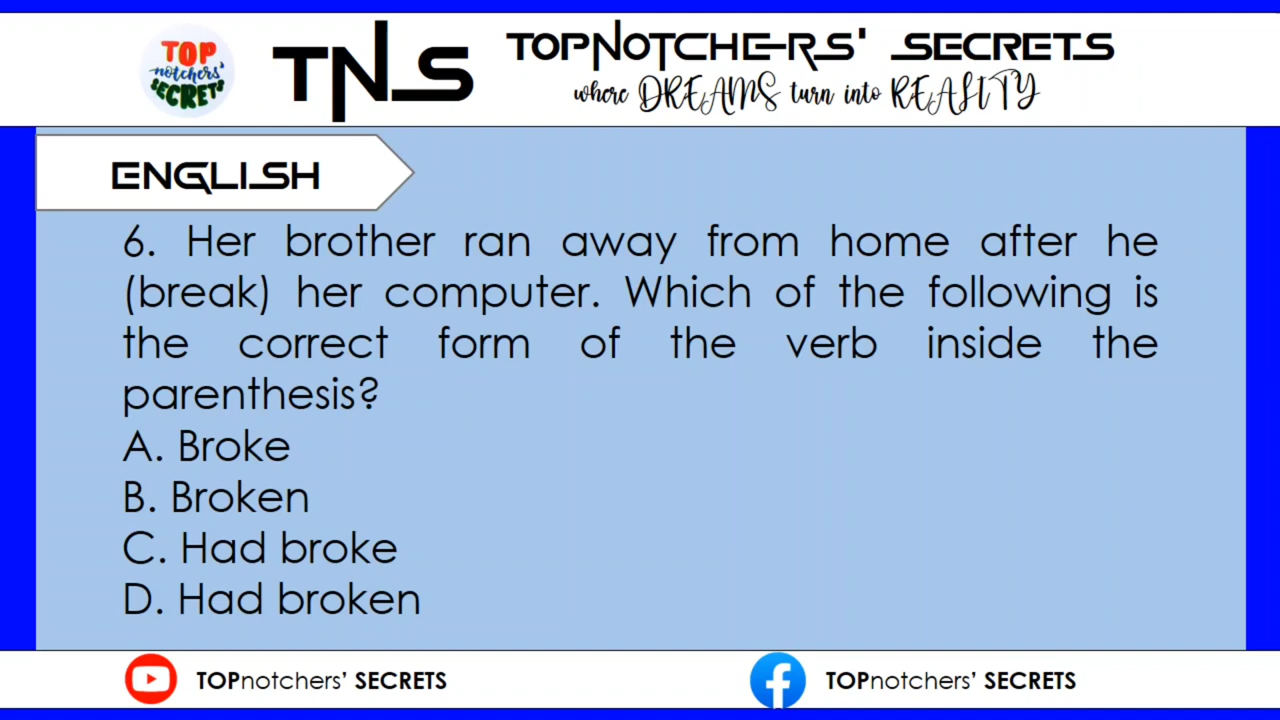 TOP
notchers'
SECRETS
TNS
TOPNOTCHERS' SECRETS
where DREAMS turn into REALITY
ENGLISH
6. Her brother ran away from home after he
(break) her computer. Which of the following is
the correct form of the verb inside the
parenthesis?
A. Broke
B. Broken
C. Had broke
D. Had broken
TOPnotchers' SECRETS
TOPnotchers' SECRETS